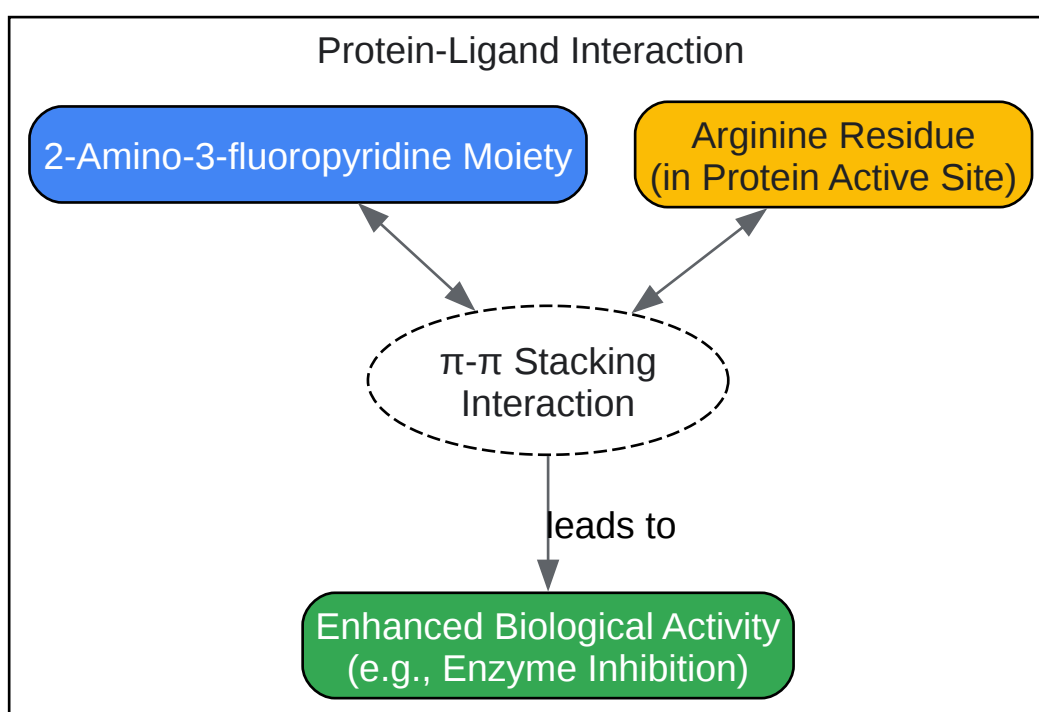 Protein-Ligand Interaction
2-Amino-3-fluoropyridine Moiety
Arginine Residue
(in Protein Active Site)
π-π Stacking
Interaction
leads to
Enhanced Biological Activity
(e.g., Enzyme Inhibition)